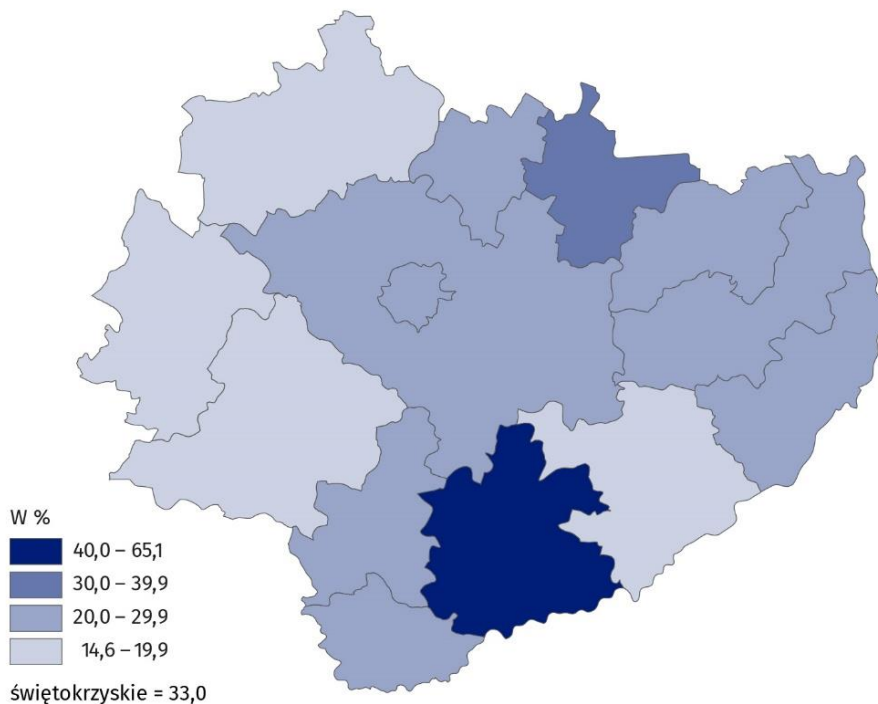 W %
40,0 – 65,1
30,0 – 39,9
20,0 – 29,9
14,6 – 19,9
świętokrzyskie = 33,0